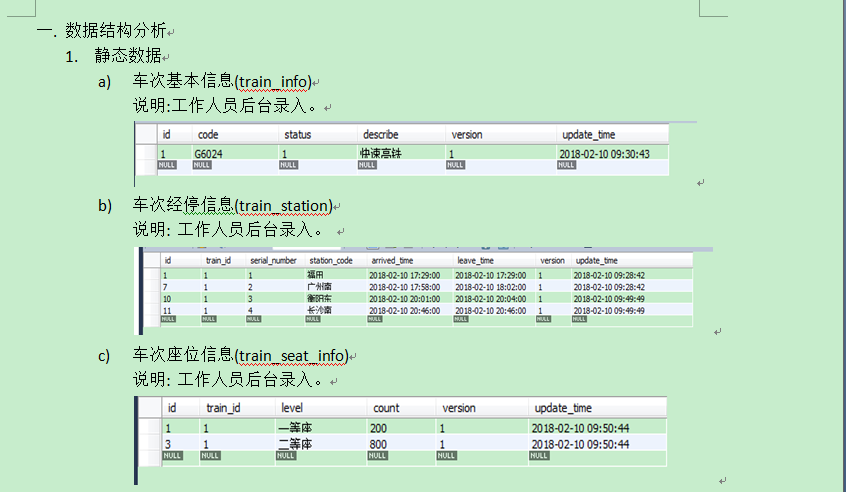 一. 数据结构分析
1. 静态数据
a) 车次基本信息(train_info)
说明:工作人员后台录入。
id code status describe version update_time
1 G6024 1 快速高铁 1 2018-02-10 09:30:43
NULL NULL NULL NULL NULL NULL
b) 车次经停信息(train_station)
说明: 工作人员后台录入。
id train_id serial_number station_code arrived_time leave_time version update_time
1 1 1 福田 2018-02-10 17:29:00 2018-02-10 17:29:00 1 2018-02-10 09:28:42
7 1 2 广州南 2018-02-10 17:58:00 2018-02-10 18:02:00 1 2018-02-10 09:28:42
10 1 3 衡阳东 2018-02-10 20:01:00 2018-02-10 20:04:00 1 2018-02-10 09:49:49
11 1 4 长沙南 2018-02-10 20:46:00 2018-02-10 20:46:00 1 2018-02-10 09:49:49
NULL NULL NULL NULL NULL NULL NULL NULL
c) 车次座位信息(train_seat_info)
说明: 工作人员后台录入。
id train_id level count version update_time
1 1 一等座 200 1 2018-02-10 09:50:44
3 1 二等座 800 1 2018-02-10 09:50:44
NULL NULL NULL NULL NULL NULL